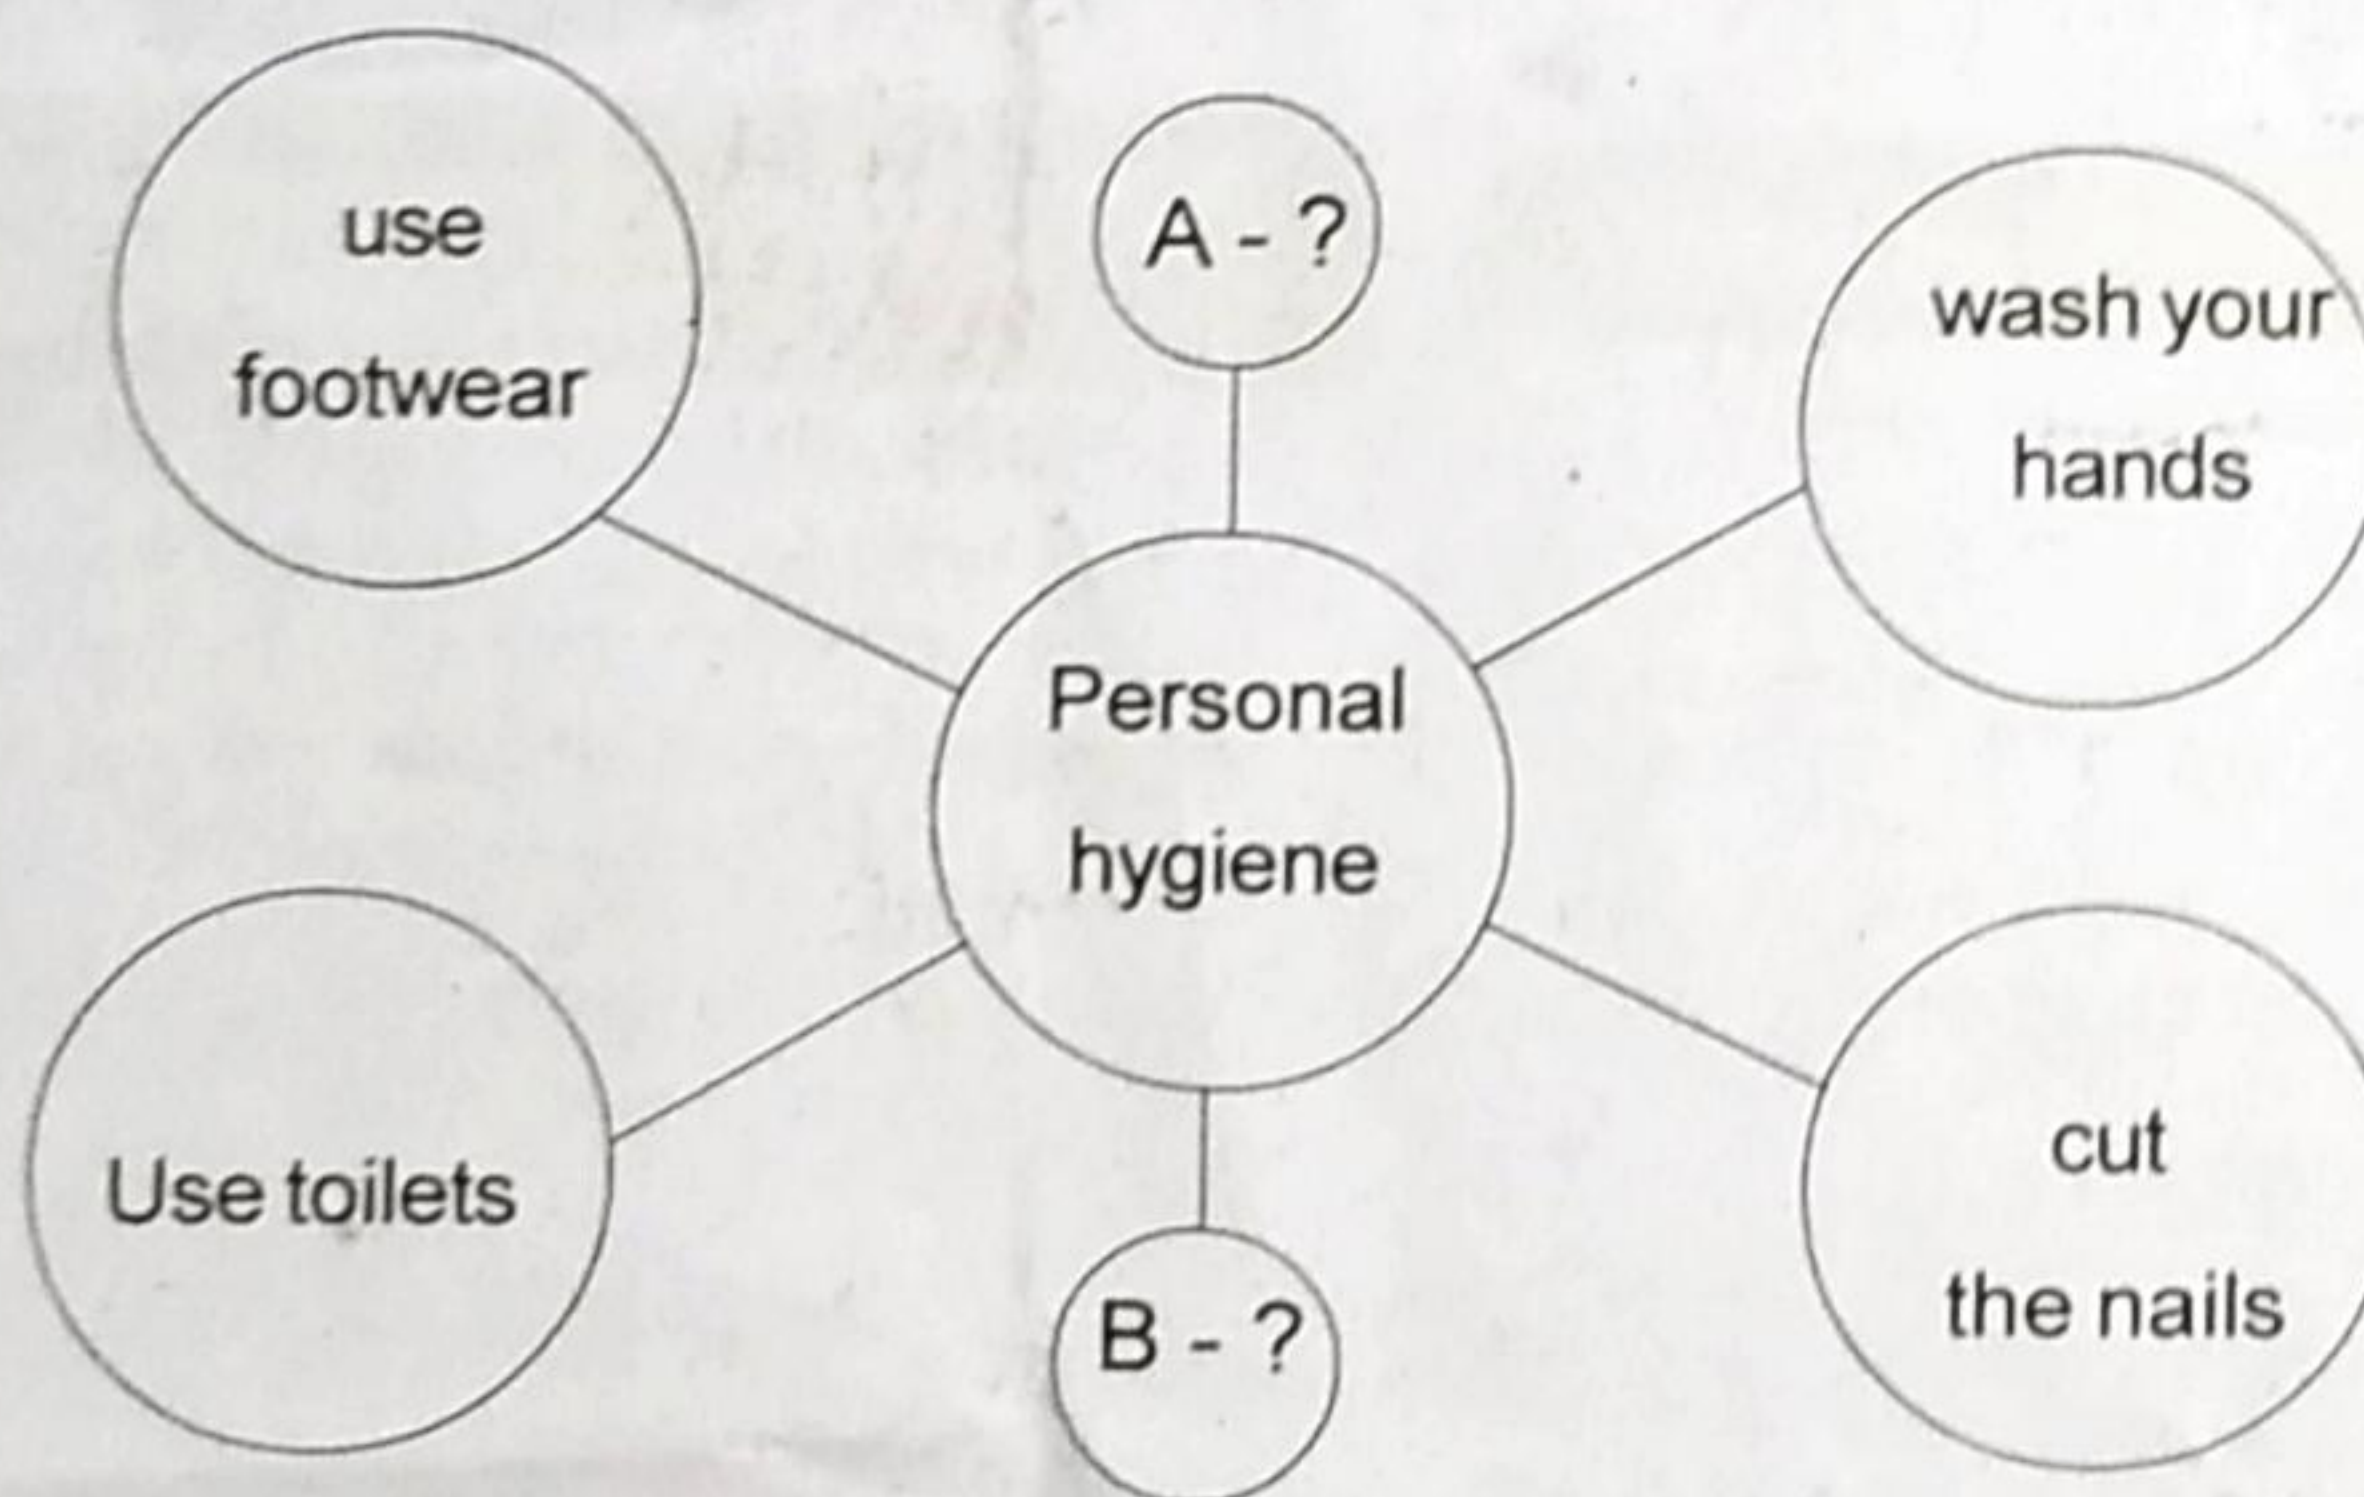 use
footwear
A - ?
wash your
hands
Personal
hygiene
Use toilets
cut
the nails
B - ?